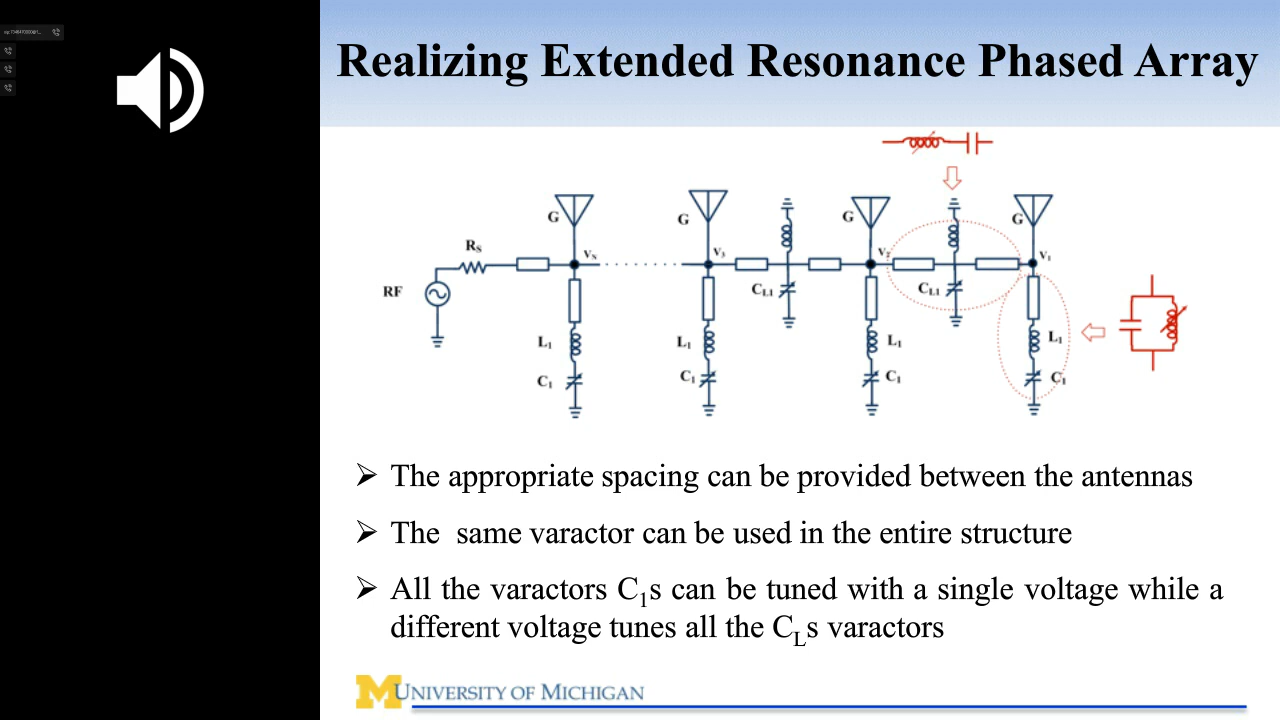 Realizing Extended Resonance Phased Array
G
G
G
G
RS
VN
V3
V2
V1
RF
CL1
CL1
L1
L1
L1
L1
C1
C1
C1
C1
➢ The appropriate spacing can be provided between the antennas
➢ The same varactor can be used in the entire structure
➢ All the varactors C1s can be tuned with a single voltage while a
different voltage tunes all the CLs varactors
M UNIVERSITY OF MICHIGAN